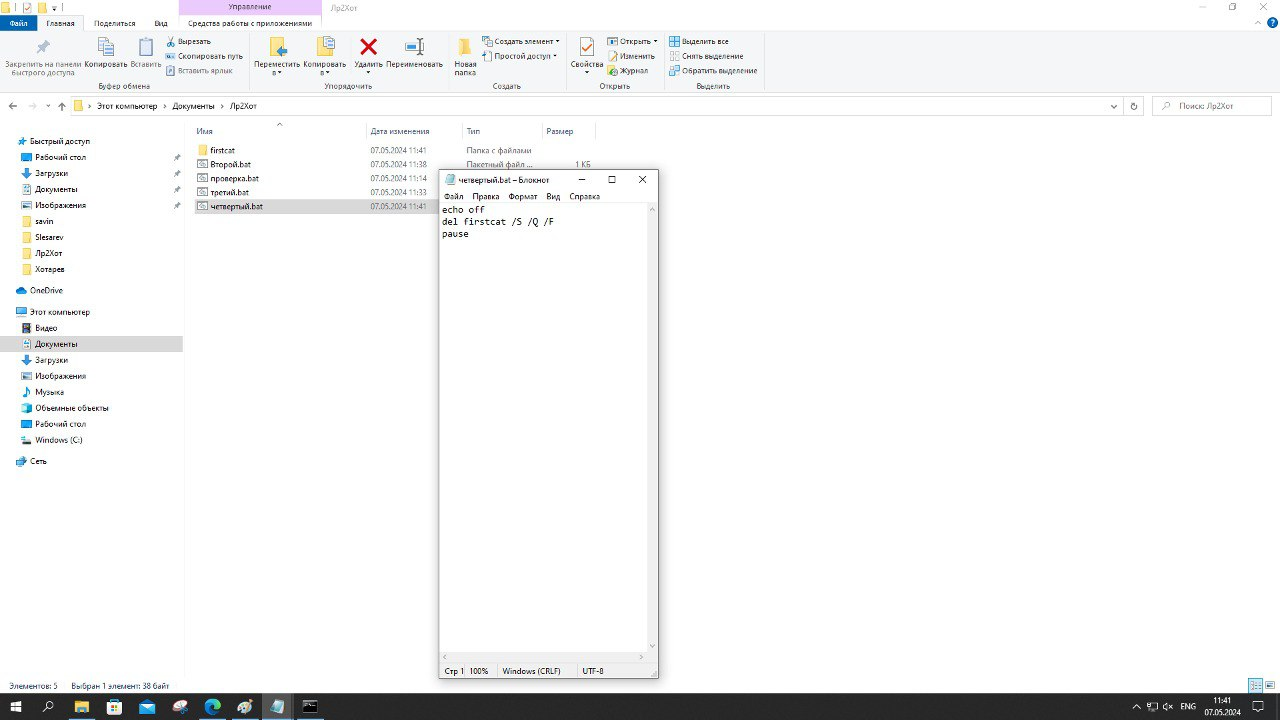 Управление
Лр2Хот
Файл
Главная
Поделиться
Вид
Средства работы с приложениями
Закрепить на панели быстрого доступа
Копировать
Вставить
Вырезать
Скопировать путь
Вставить ярлык
Буфер обмена
Переместить в
Копировать в
Удалить
Переименовать
Упорядочить
Новая папка
Создать элемент
Простой доступ
Создать
Свойства
Открыть
Изменить
Журнал
Открыть
Выделить все
Снять выделение
Обратить выделение
Выделить
Этот компьютер
Документы
Лр2Хот
Поиск: Лр2Хот
Быстрый доступ
Рабочий стол
Загрузки
Документы
Изображения
savin
Slesarev
Лр2Хот
Хотарев
OneDrive
Этот компьютер
Видео
Документы
Загрузки
Изображения
Музыка
Объемные объекты
Рабочий стол
Windows (C:)
Сеть
Имя Дата изменения Тип Размер
firstcat 07.05.2024 11:41 Папка с файлами
Второй.bat 07.05.2024 11:38 Пакетный файл ... 1 КБ
проверка.bat 07.05.2024 11:14
третий.bat 07.05.2024 11:33
четвертый.bat 07.05.2024 11:41
четвертый.bat – Блокнот
Файл Правка Формат Вид Справка
echo off
del firstcat /S /Q /F
pause
Стр 1 100% Windows (CRLF) UTF-8
Элементов: 5 Выбран 1 элемент: 38 байт
ENG
11:41
07.05.2024